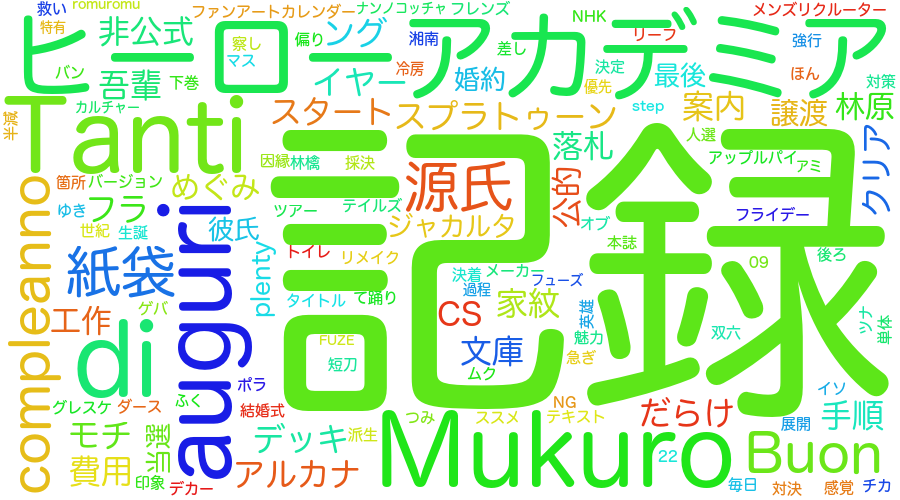 救い
romuromu
ファンアートカレンダー
ナンノコッチャ
フレンズ
メンズリクルーター
特有
非公式
ヒーローアカデミア
察し
偏り
ング
湘南
NHK
リーフ
強行
バン
吾輩
下巻
マス
イヤー
冷房
婚約
差し
決定
最後
優先
ほん
対策
カルチャー
スタート
スプラトゥーン
step
案内
譲渡
林原
半減
Tanti
記録
因縁
林檎
採決
落札
人選
アップルパイ
アミ
クリア
箇所
バージョン
めぐみ
源氏
公的
compleanno
ゆき
フラ
auguri
彼氏
ツアー
テイルズ
ジャカルタ
オブ
フライデー
世紀
生誕
トイレ
リメイク
本誌
後ろ
紙袋
plenty
決着
メーカー
09
ゲバ
タイトル
て踊り
過程
フューズ
工作
di
CS
家紋
英雄
双六
ツナ
単体
FUZE
短刀
文庫
魅力
急ぎ
ポラ
ムク
グレスケ
ダース
ふく
結婚式
つみ
ススメ
NG
テキスト
だらけ
イソ
モチ
当選
デッキ
派生
Mukuro
展開
手順
費用
印象
デカー
アルカナ
22
Buon
毎日
対決
感覚
チカ